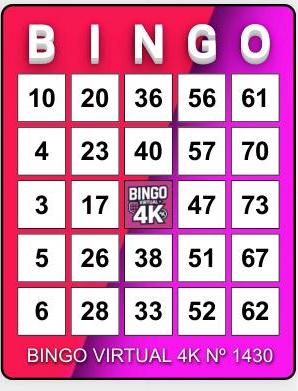 B I N G O
10 20 36 56 61
4 23 40 57 70
3 17 BINGO VIRTUAL 4K 47 73
5 26 38 51 67
6 28 33 52 62
BINGO VIRTUAL 4K Nº 1430